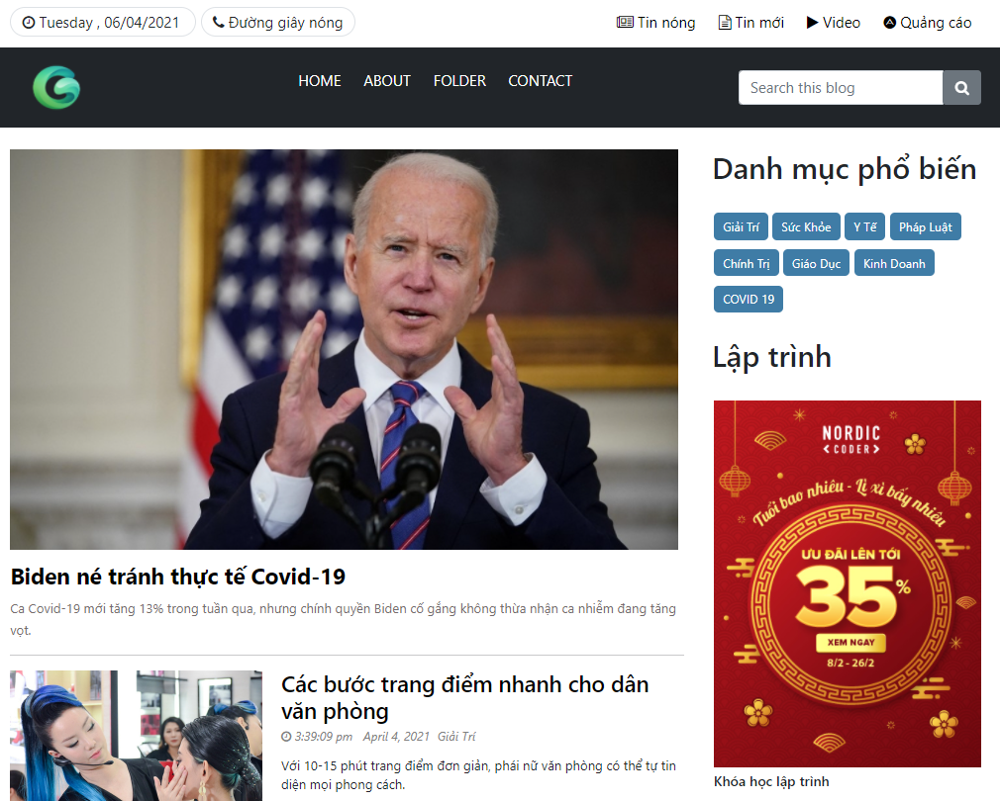 Tuesday , 06/04/2021
Đường giây nóng
Tin nóng
Tin mới
Video
Quảng cáo
HOME
ABOUT
FOLDER
CONTACT
Search this blog
Biden né tránh thực tế Covid-19
Ca Covid-19 mới tăng 13% trong tuần qua, nhưng chính quyền Biden cố gắng không thừa nhận ca nhiễm đang tăng
vọt.
Các bước trang điểm nhanh cho dân
văn phòng
3:39:09 pm April 4, 2021 Giải Trí
Với 10-15 phút trang điểm đơn giản, phái nữ văn phòng có thể tự tin
diện mọi phong cách.
Danh mục phổ biến
Giải Trí
Sức Khỏe
Y Tế
Pháp Luật
Chính Trị
Giáo Dục
Kinh Doanh
COVID 19
Lập trình
NORDIC
<CODER>
Tuổi bao nhiêu - Lì xì bấy nhiêu
ƯU ĐÃI LÊN TỚI
35%
XEM NGAY
8/2 - 26/2
Khóa học lập trình